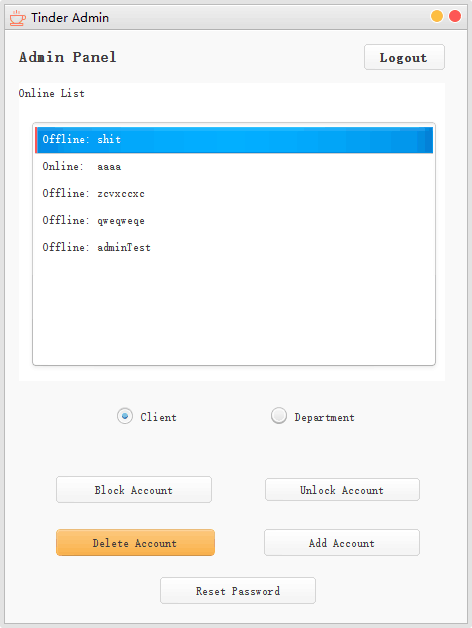 Tinder Admin
Admin Panel
Logout
Online List
Offline: shit
Online: aaaa
Offline: zcvxccxc
Offline: qweqweqe
Offline: adminTest
Client
Department
Block Account
Unlock Account
Delete Account
Add Account
Reset Password